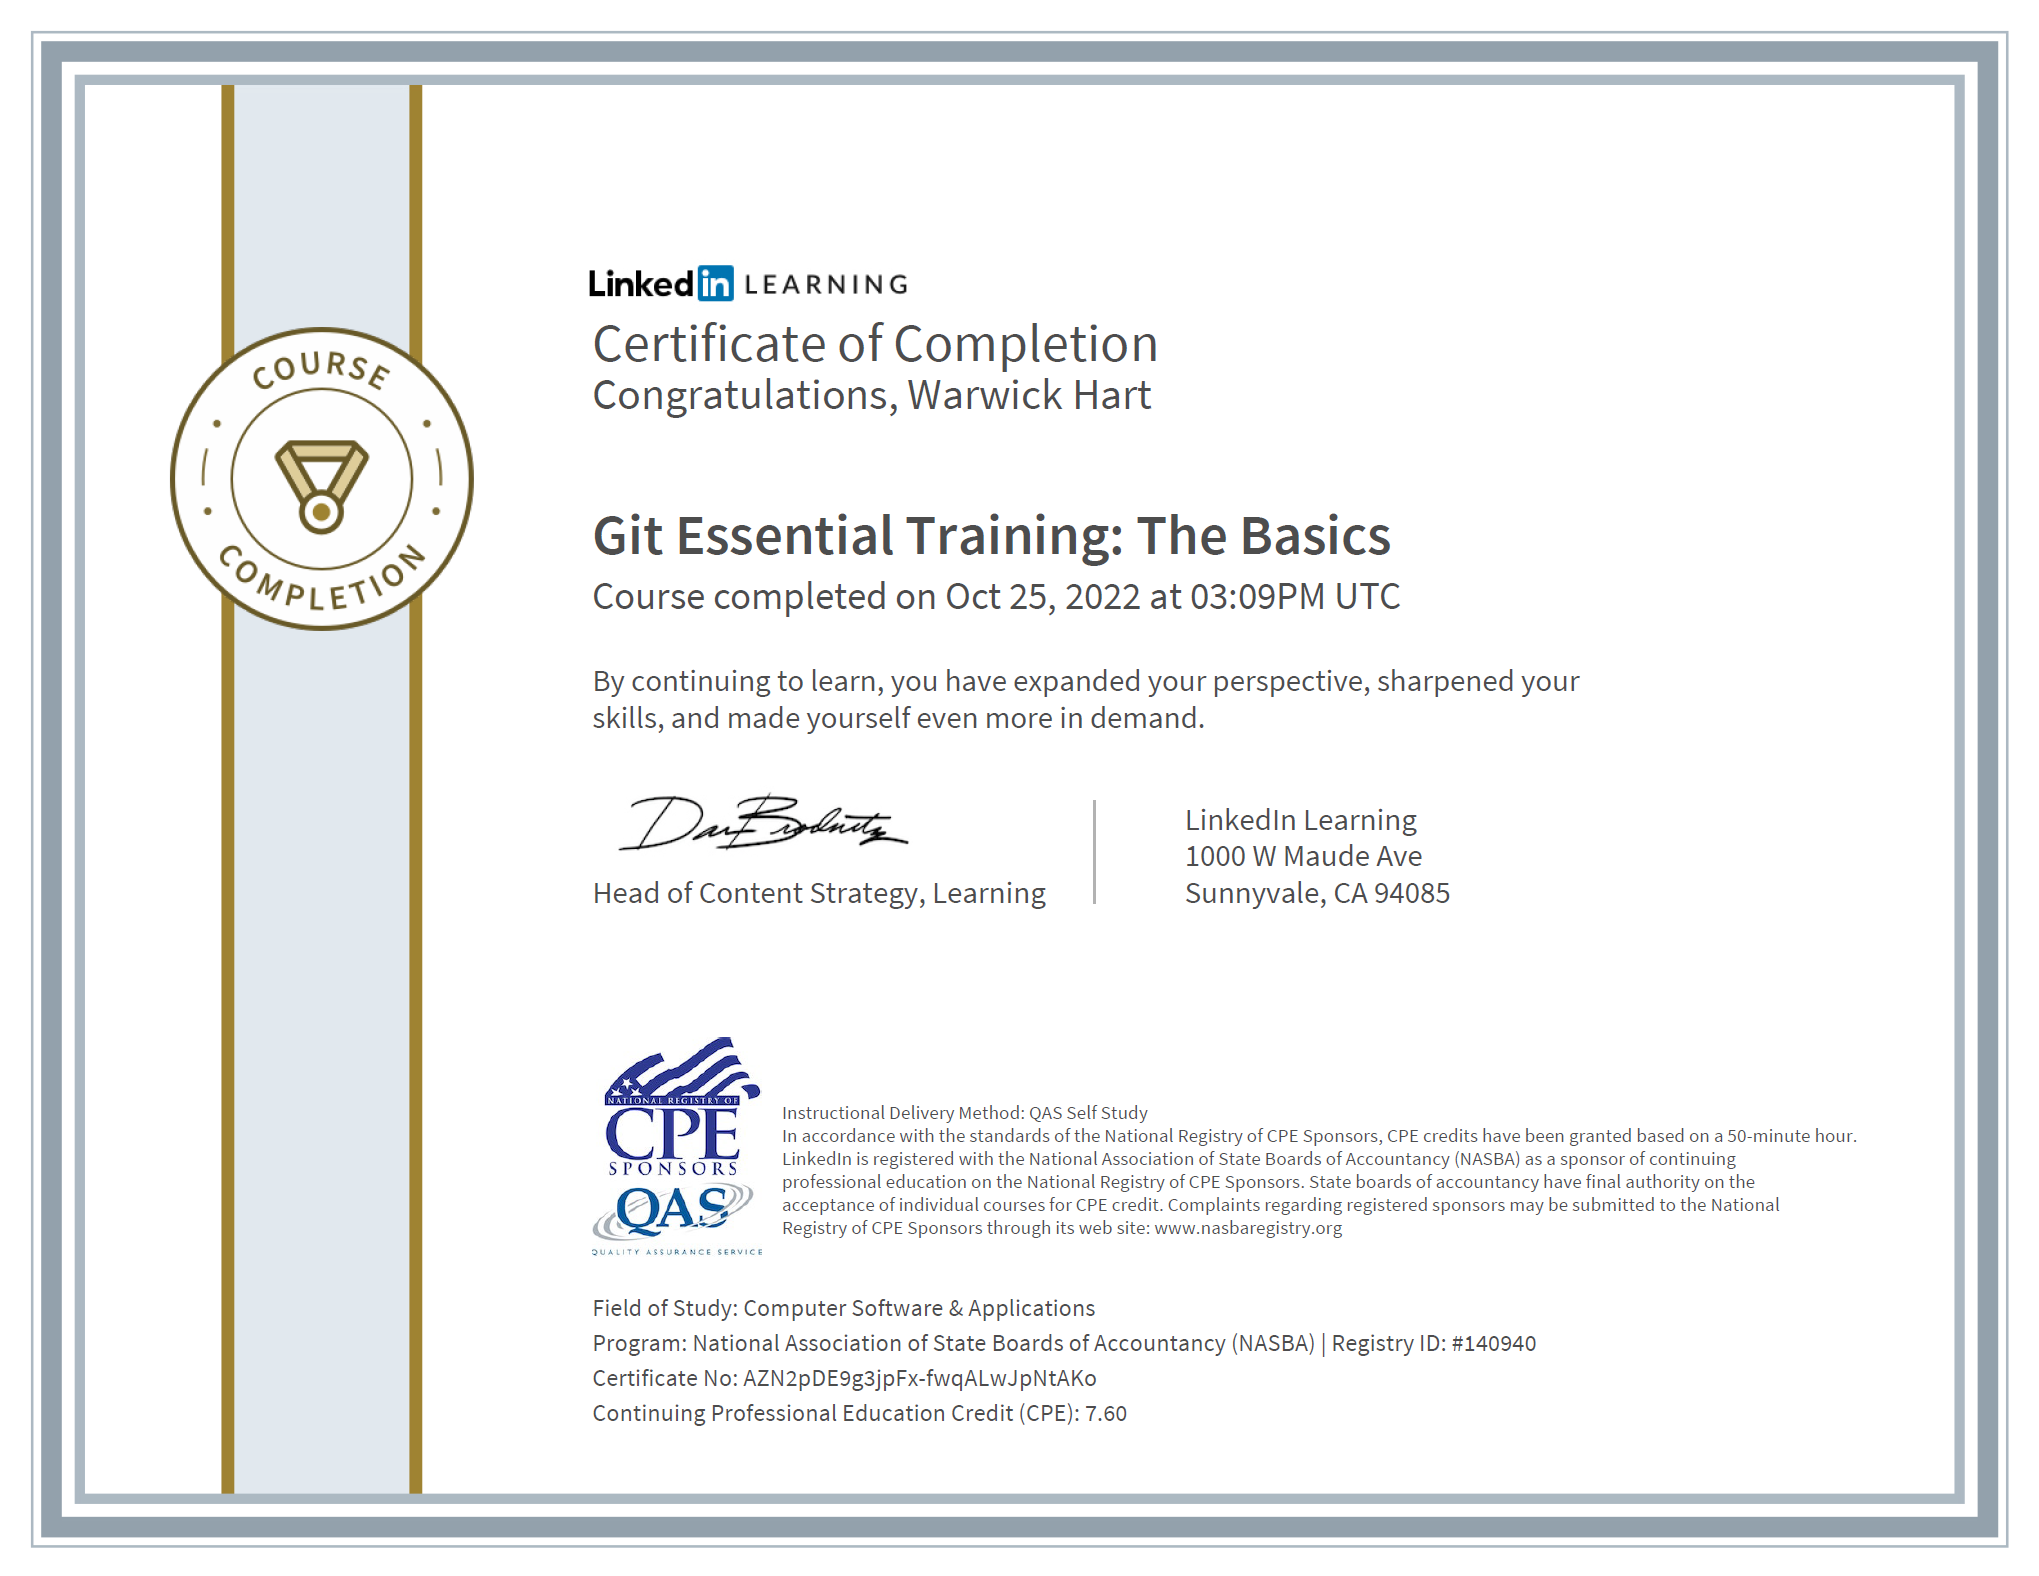 COURSE
COMPLETION
Linked in LEARNING
Certificate of Completion
Congratulations, Warwick Hart
Git Essential Training: The Basics
Course completed on Oct 25, 2022 at 03:09PM UTC
By continuing to learn, you have expanded your perspective, sharpened your
skills, and made yourself even more in demand.
Head of Content Strategy, Learning
LinkedIn Learning
1000 W Maude Ave
Sunnyvale, CA 94085
NATIONAL REGISTRY OF
CPE
SPONSORS
QAS
QUALITY ASSURANCE SERVICE
Instructional Delivery Method: QAS Self Study
In accordance with the standards of the National Registry of CPE Sponsors, CPE credits have been granted based on a 50-minute hour.
LinkedIn is registered with the National Association of State Boards of Accountancy (NASBA) as a sponsor of continuing
professional education on the National Registry of CPE Sponsors. State boards of accountancy have final authority on the
acceptance of individual courses for CPE credit. Complaints regarding registered sponsors may be submitted to the National
Registry of CPE Sponsors through its web site: www.nasbaregistry.org
Field of Study: Computer Software & Applications
Program: National Association of State Boards of Accountancy (NASBA) | Registry ID: #140940
Certificate No: AZN2pDE9g3jpFx-fwqALwJpNtAKo
Continuing Professional Education Credit (CPE): 7.60